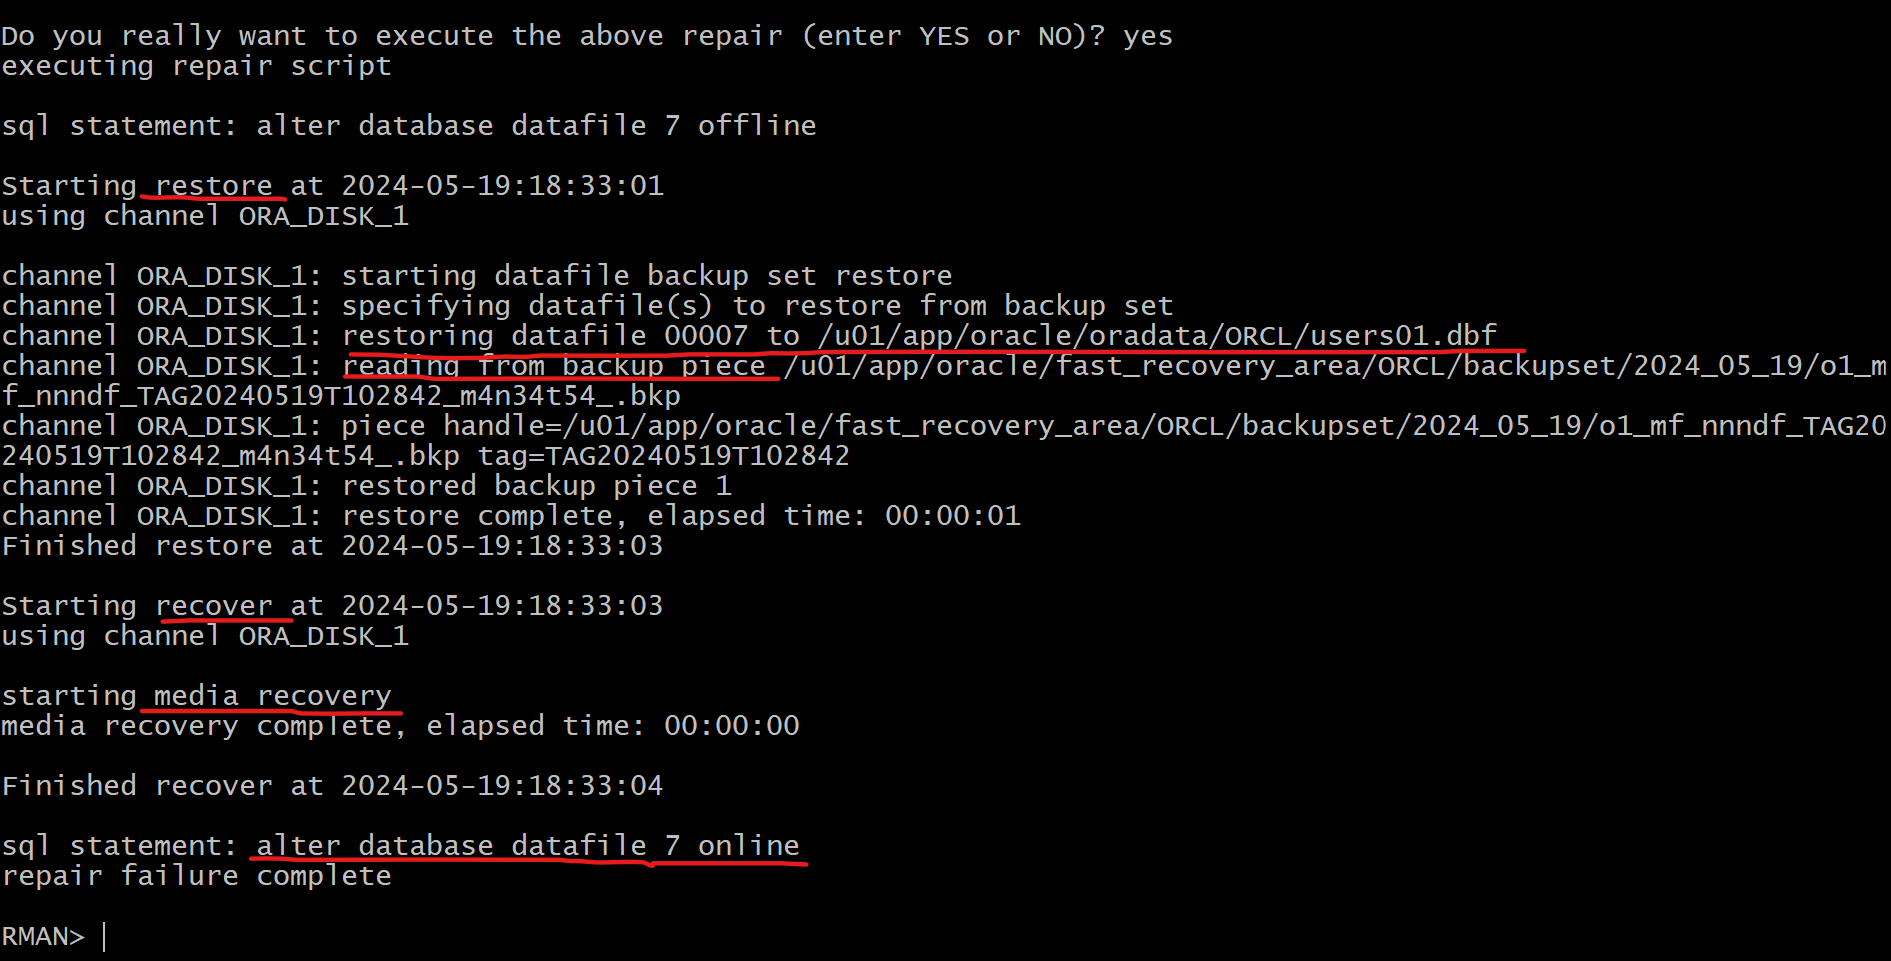 Do you really want to execute the above repair (enter YES or NO)? yes
executing repair script
sql statement: alter database datafile 7 offline
Starting restore at 2024-05-19:18:33:01
using channel ORA_DISK_1
channel ORA_DISK_1: starting datafile backup set restore
channel ORA_DISK_1: specifying datafile(s) to restore from backup set
channel ORA_DISK_1: restoring datafile 00007 to /u01/app/oracle/oradata/ORCL/users01.dbf
channel ORA_DISK_1: reading from backup piece /u01/app/oracle/fast_recovery_area/ORCL/backupset/2024_05_19/o1_m
f_nnndf_TAG20240519T102842_m4n34t54_.bkp
channel ORA_DISK_1: piece handle=/u01/app/oracle/fast_recovery_area/ORCL/backupset/2024_05_19/o1_mf_nnndf_TAG20
240519T102842_m4n34t54_.bkp tag=TAG20240519T102842
channel ORA_DISK_1: restored backup piece 1
channel ORA_DISK_1: restore complete, elapsed time: 00:00:01
Finished restore at 2024-05-19:18:33:03
Starting recover at 2024-05-19:18:33:03
using channel ORA_DISK_1
starting media recovery
media recovery complete, elapsed time: 00:00:00
Finished recover at 2024-05-19:18:33:04
sql statement: alter database datafile 7 online
repair failure complete
RMAN>